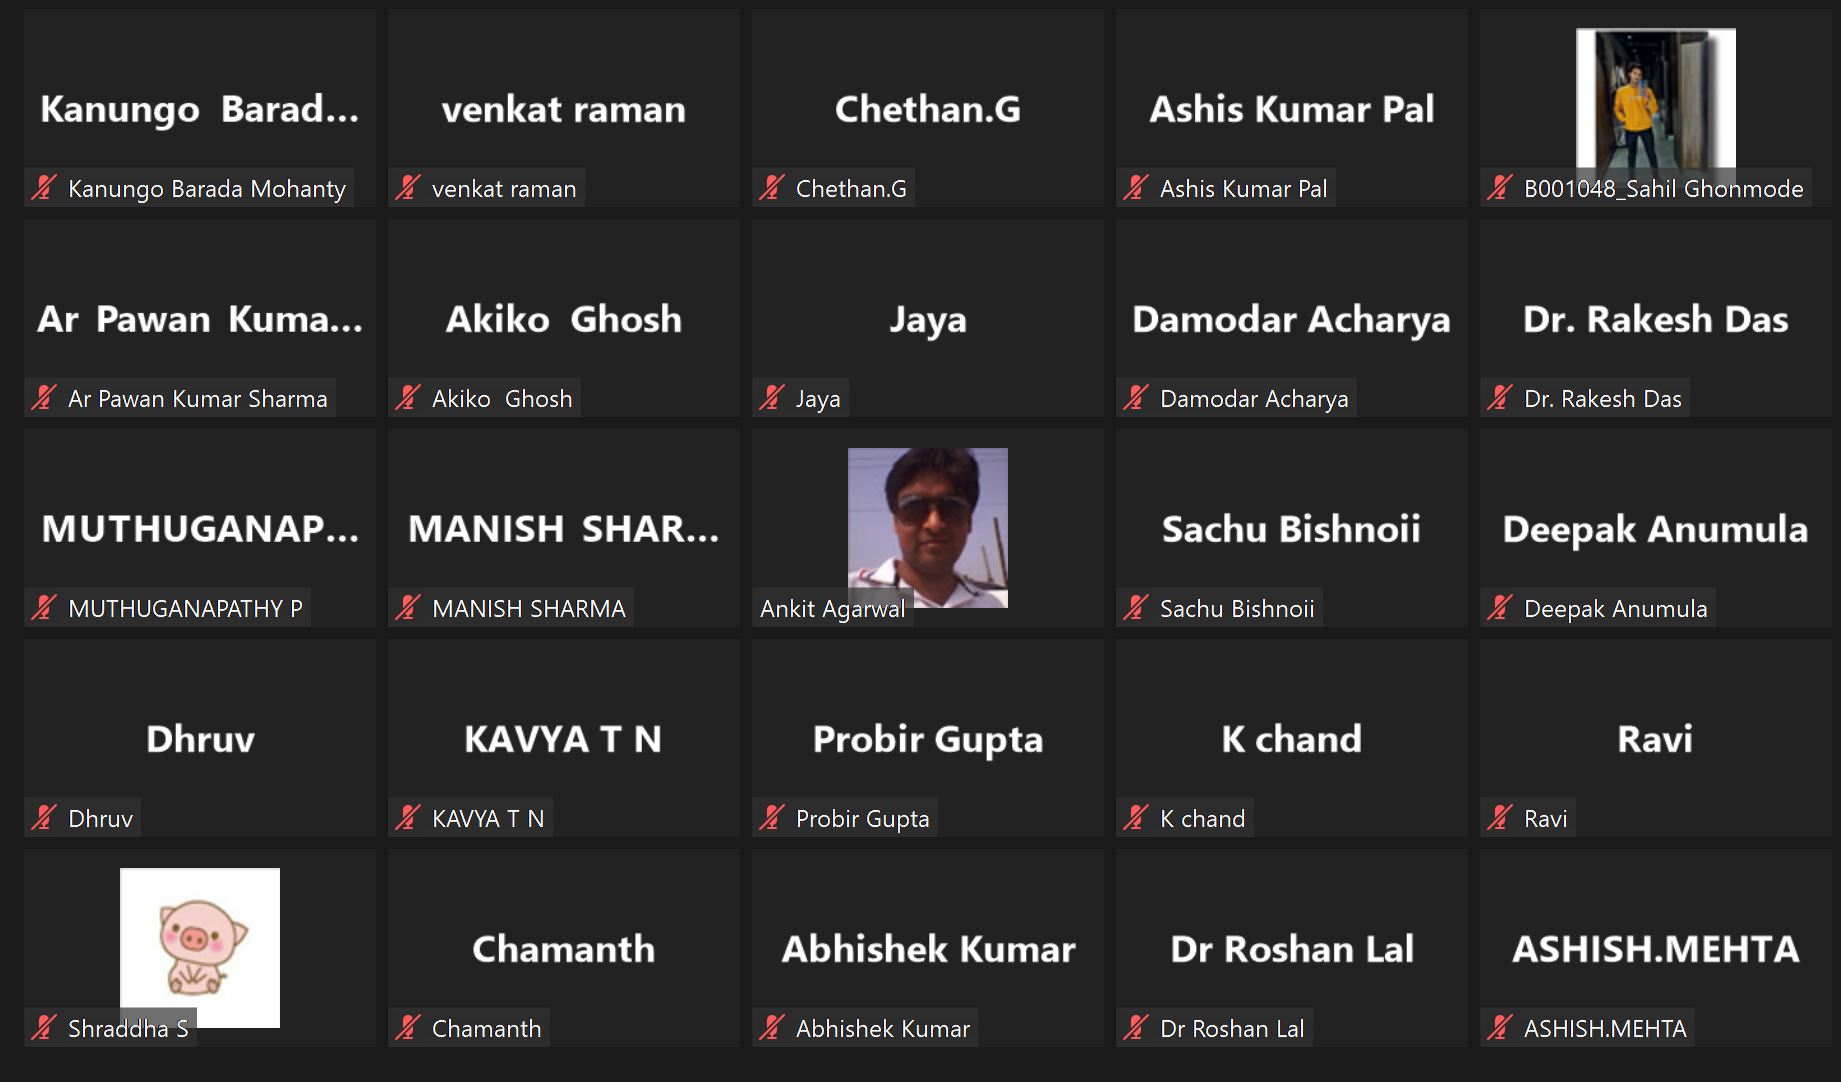 Kanungo Barad...
Kanungo Barada Mohanty
venkat raman
venkat raman
Chethan.G
Chethan.G
Ashis Kumar Pal
Ashis Kumar Pal
B001048_Sahil Ghonmode
Ar Pawan Kuma...
Ar Pawan Kumar Sharma
Akiko Ghosh
Akiko Ghosh
Jaya
Jaya
Damodar Acharya
Damodar Acharya
Dr. Rakesh Das
Dr. Rakesh Das
MUTHUGANAP...
MUTHUGANAPATHY P
MANISH SHAR...
MANISH SHARMA
Ankit Agarwal
Sachu Bishnoii
Sachu Bishnoii
Deepak Anumula
Deepak Anumula
Dhruv
Dhruv
KAVYA T N
KAVYA T N
Probir Gupta
Probir Gupta
K chand
K chand
Ravi
Ravi
Shraddha S
Chamanth
Chamanth
Abhishek Kumar
Abhishek Kumar
Dr Roshan Lal
Dr Roshan Lal
ASHISH.MEHTA
ASHISH.MEHTA